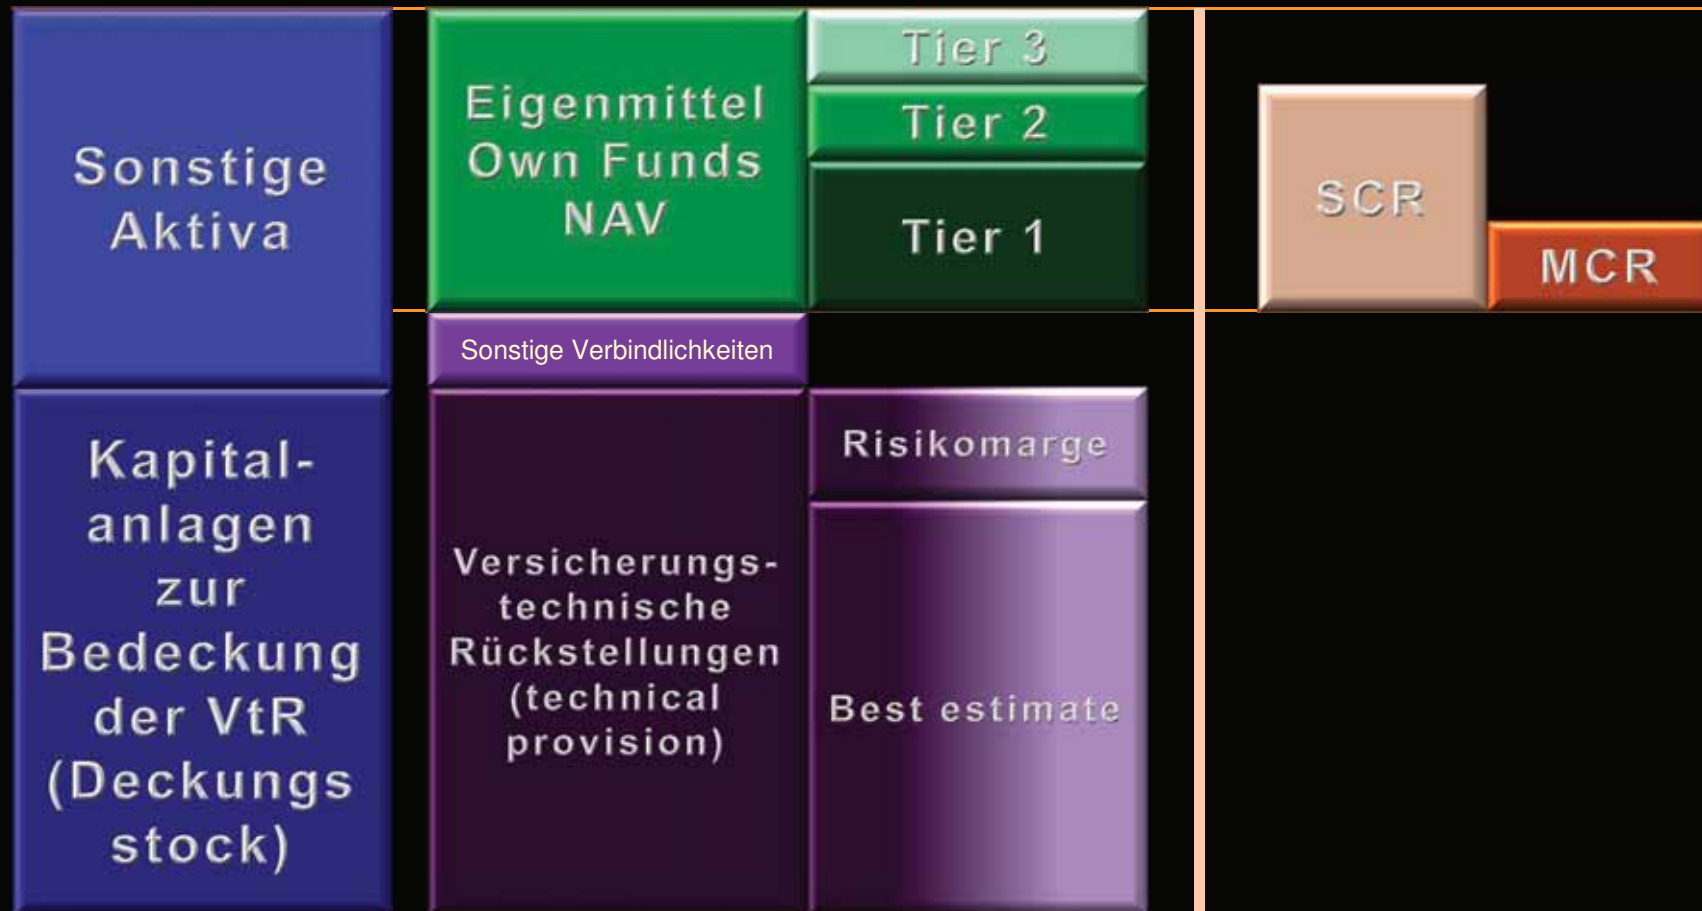 Sonstige
Aktiva
Kapital-
anlagen
zur
Bedeckung
der VtR
(Deckungs
stock)
Eigenmittel
Own Funds
NAV
Sonstige Verbindlichkeiten
Versicherungs-
technische
Rückstellungen
(technical
provision)
Tier 3
Tier 2
Tier 1
Risikomarge
Best estimate
SCR
MCR